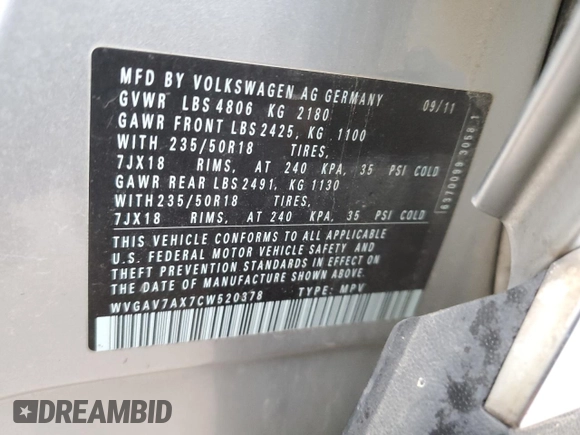 MFD BY VOLKSWAGEN AG GERMANY 09/11
GVWR LBS 4806 KG 2180
GAWR FRONT LBS 2425, KG 1100
WITH 235/50R18 TIRES,
7JX18 RIMS, AT 240 KPA, 35 PSI COLD
GAWR REAR LBS 2491, KG 1130
WITH 235/50R18 TIRES,
7JX18 RIMS, AT 240 KPA, 35 PSI COLD
THIS VEHICLE CONFORMS TO ALL APPLICABLE
U.S. FEDERAL MOTOR VEHICLE SAFETY AND
THEFT PREVENTION STANDARDS IN EFFECT ON
THE DATE OF MANUFACTURE SHOWN ABOVE.
WVGAV7AX7CW520378 TYPE: MPV
DREAMBID